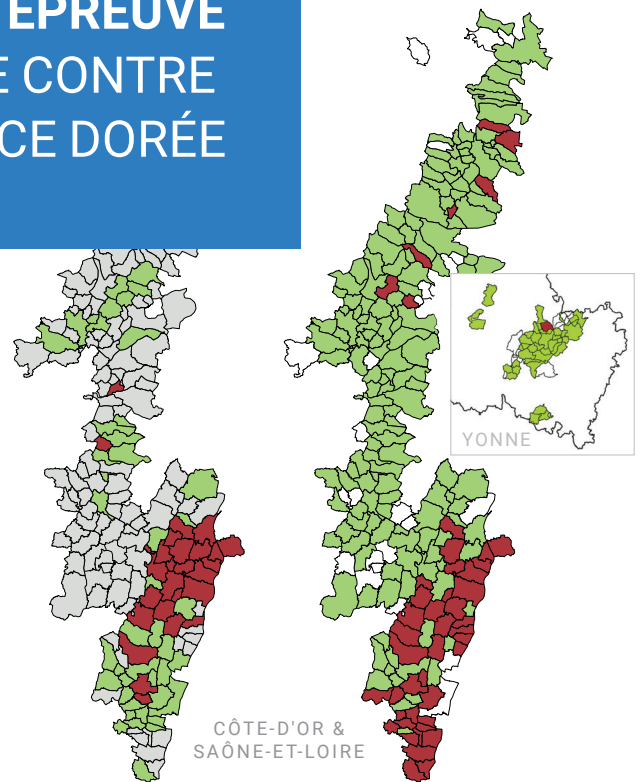 ÉPREUVE
E CONTRE
CE DORÉE
YONNE
CÔTE-D'OR &
SAÔNE-ET-LOIRE